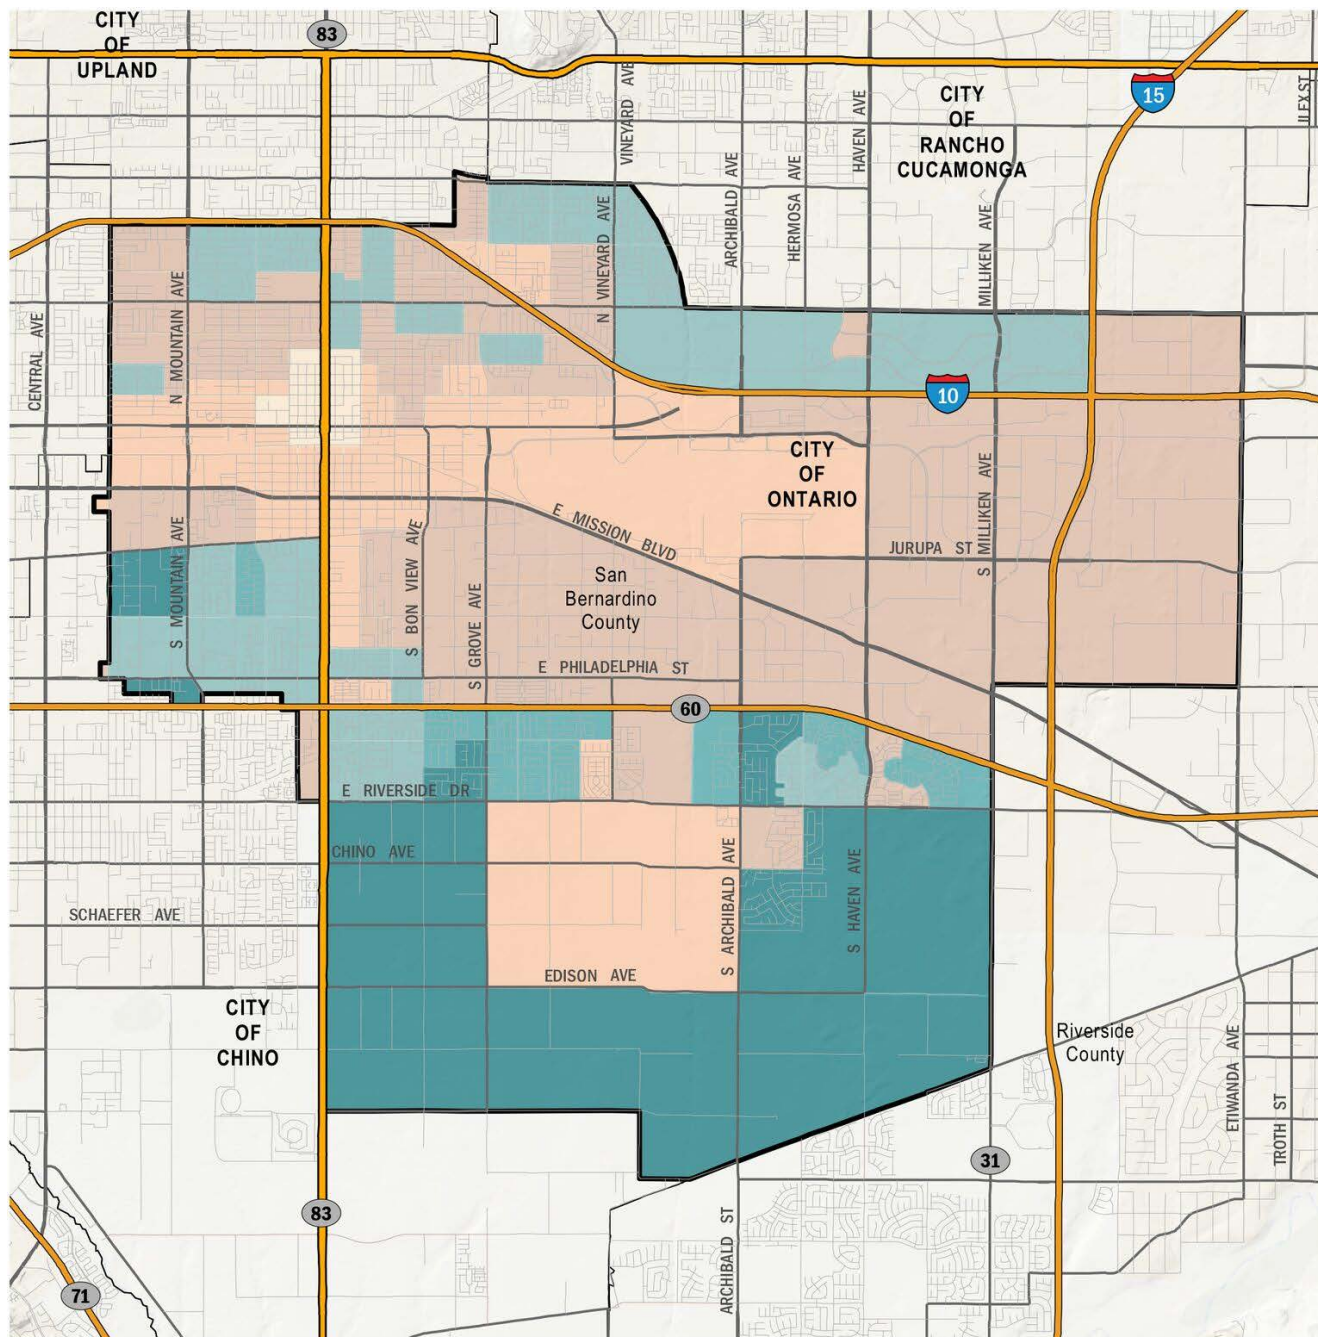 CITY
OF
UPLAND
83
15
CITY
OF
RANCHO
CUCAMONGA
ILEX ST
VINEYARD AVE
ARCHIBALD AVE
HERMOSA AVE
HAVEN AVE
MILLIKEN AVE
CENTRAL AVE
N MOUNTAIN AVE
N VINEYARD AVE
10
CITY
OF
ONTARIO
E MISSION BLVD
JURUPA ST
S MILLIKEN AVE
S MOUNTAIN AVE
S BON VIEW AVE
S GROVE AVE
San
Bernardino
County
E PHILADELPHIA ST
60
E RIVERSIDE DR
CHINO AVE
SCHAEFER AVE
EDISON AVE
S ARCHIBALD AVE
S HAVEN AVE
CITY
OF
CHINO
Riverside
County
ETIWANDA AVE
TROTH ST
31
83
ARCHIBALD ST
71